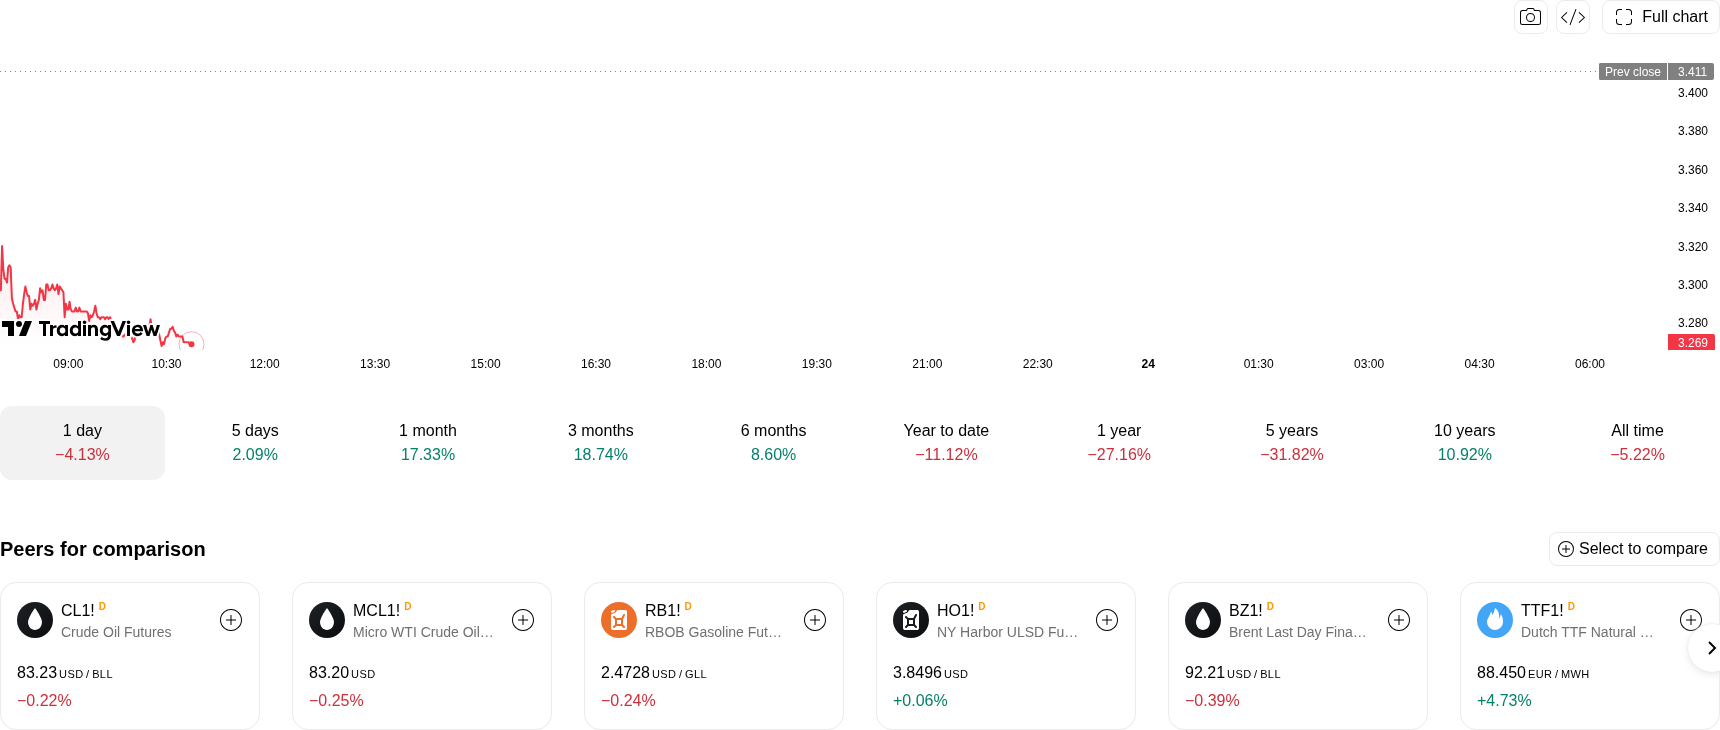 Full chart
Prev close 3.411
3.400
3.380
3.360
3.340
3.320
3.300
3.280
3.269
TradingView
09:00 10:30 12:00 13:30 15:00 16:30 18:00 19:30 21:00 22:30 24 01:30 03:00 04:30 06:00
1 day 5 days 1 month 3 months 6 months Year to date 1 year 5 years 10 years All time
−4.13% 2.09% 17.33% 18.74% 8.60% −11.12% −27.16% −31.82% 10.92% −5.22%
Peers for comparison
Select to compare
CL1! D
Crude Oil Futures
83.23 USD / BLL
−0.22%
MCL1! D
Micro WTI Crude Oil…
83.20 USD
−0.25%
RB1! D
RBOB Gasoline Fut…
2.4728 USD / GLL
−0.24%
HO1! D
NY Harbor ULSD Fu…
3.8496 USD
+0.06%
BZ1! D
Brent Last Day Fina…
92.21 USD / BLL
−0.39%
TTF1! D
Dutch TTF Natural …
88.450 EUR / MWH
+4.73%